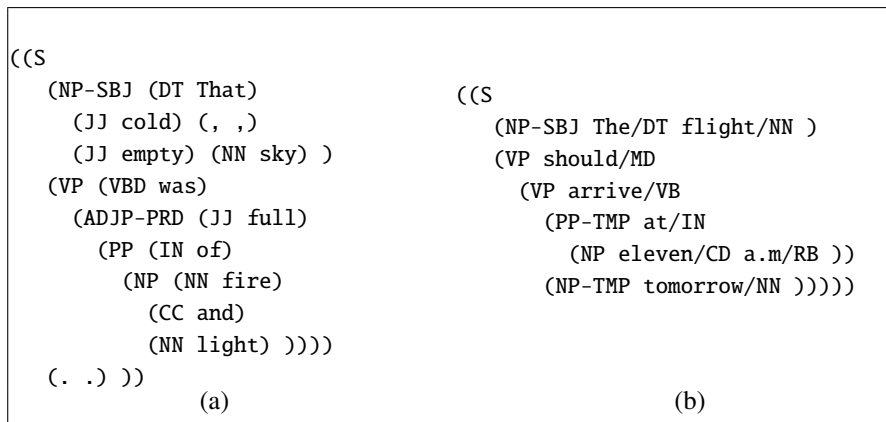 ((S
(NP-SBJ (DT That)
(JJ cold) (, ,)
(JJ empty) (NN sky) )
(VP (VBD was)
(ADJP-PRD (JJ full)
(PP (IN of)
(NP (NN fire)
(CC and)
(NN light) ))))
(. .) ))
(a)
((S
(NP-SBJ The/DT flight/NN )
(VP should/MD
(VP arrive/VB
(PP-TMP at/IN
(NP eleven/CD a.m/RB ))
(NP-TMP tomorrow/NN )))))
(b)